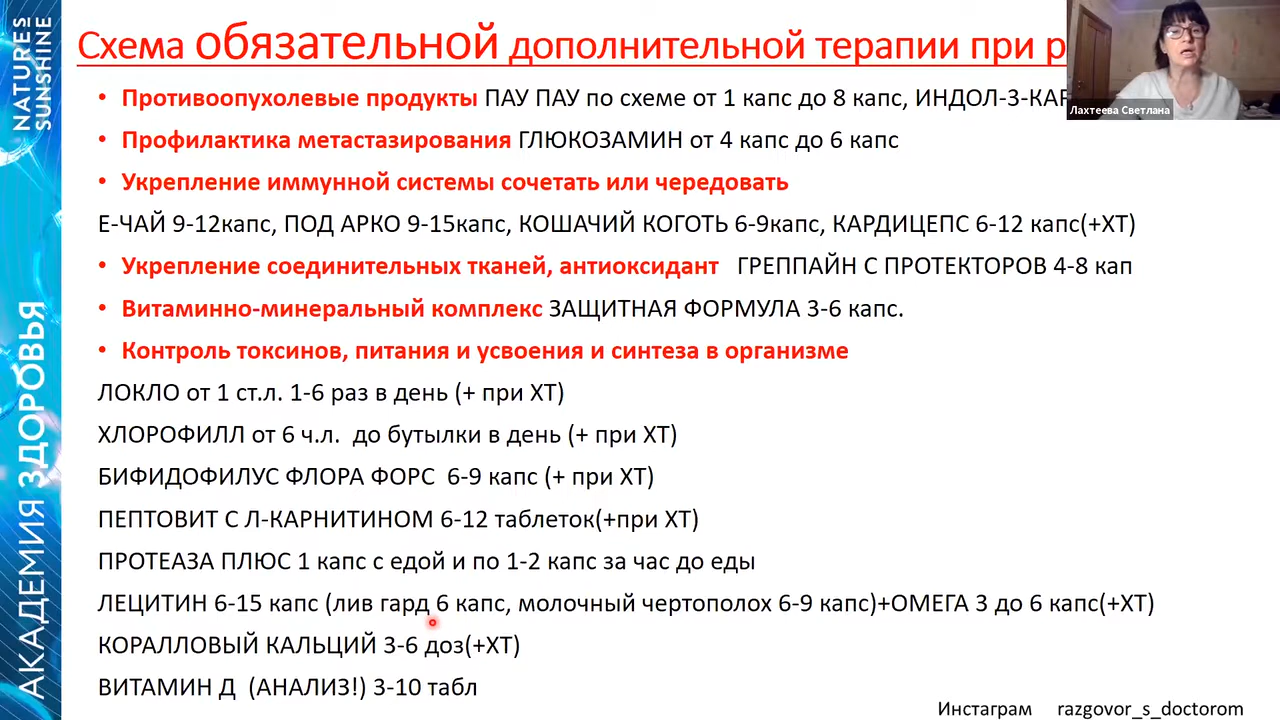 NATURE'S SUNSHINE
АКАДЕМИЯ ЗДОРОВЬЯ
Схема обязательной дополнительной терапии при
Лахтеева Светлана
• Противоопухолевые продукты ПАУ ПАУ по схеме от 1 капс до 8 капс, ИНДОЛ-3-КАР
• Профилактика метастазирования ГЛЮКОЗАМИН от 4 капс до 6 капс
• Укрепление иммунной системы сочетать или чередовать
Е-ЧАЙ 9-12капс, ПОД АРКО 9-15капс, КОШАЧИЙ КОГОТЬ 6-9капс, КАРДИЦЕПС 6-12 капс(+ХТ)
• Укрепление соединительных тканей, антиоксидант ГРЕППАЙН С ПРОТЕКТОРОВ 4-8 кап
• Витаминно-минеральный комплекс ЗАЩИТНАЯ ФОРМУЛА 3-6 капс.
• Контроль токсинов, питания и усвоения и синтеза в организме
ЛОКЛО от 1 ст.л. 1-6 раз в день (+ при ХТ)
ХЛОРОФИЛЛ от 6 ч.л. до бутылки в день (+ при ХТ)
БИФИДОФИЛУС ФЛОРА ФОРС 6-9 капс (+ при ХТ)
ПЕПТОВИТ С Л-КАРНИТИНОМ 6-12 таблеток(+при ХТ)
ПРОТЕАЗА ПЛЮС 1 капс с едой и по 1-2 капс за час до еды
ЛЕЦИТИН 6-15 капс (лив гард 6 капс, молочный чертополох 6-9 капс)+ОМЕГА 3 до 6 капс(+ХТ)
КОРАЛЛОВЫЙ КАЛЬЦИЙ 3-6 доз(+ХТ)
ВИТАМИН Д (АНАЛИЗ!) 3-10 табл
Инстаграм razgovor_s_doctorom